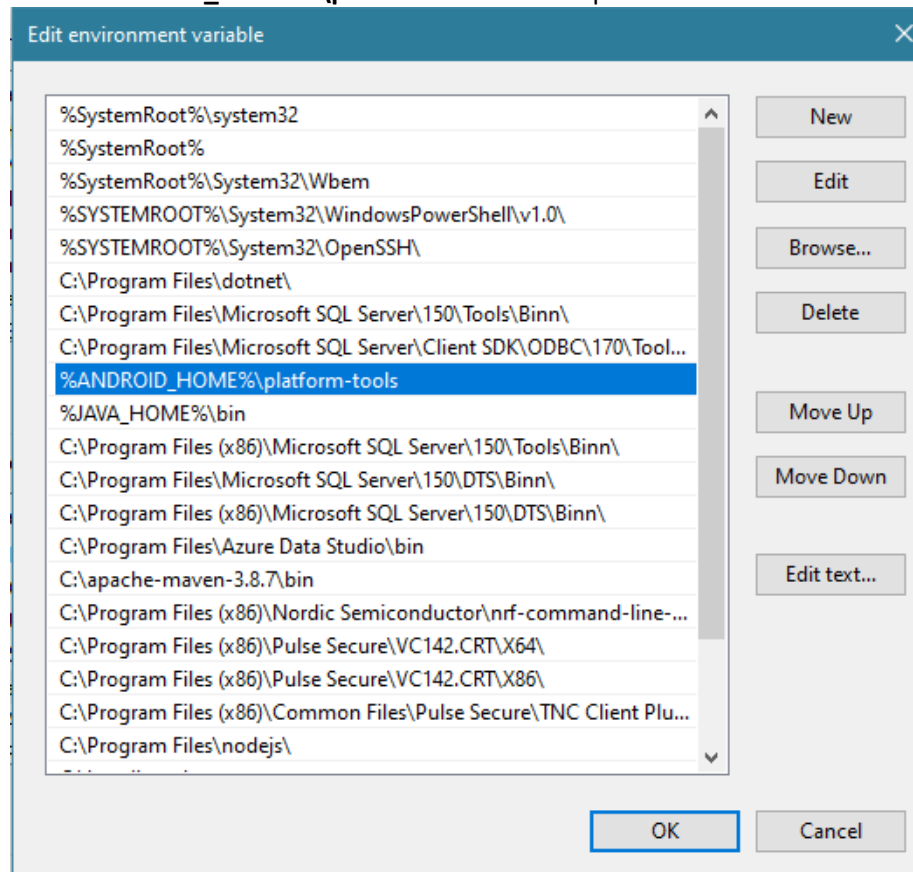 Edit environment variable
%SystemRoot%\system32
%SystemRoot%
%SystemRoot%\System32\Wbem
%SYSTEMROOT%\System32\WindowsPowerShell\v1.0\
%SYSTEMROOT%\System32\OpenSSH\
C:\Program Files\dotnet\
C:\Program Files\Microsoft SQL Server\150\Tools\Binn\
C:\Program Files\Microsoft SQL Server\Client SDK\ODBC\170\Tool...
%ANDROID_HOME%\platform-tools
%JAVA_HOME%\bin
C:\Program Files (x86)\Microsoft SQL Server\150\Tools\Binn\
C:\Program Files\Microsoft SQL Server\150\DTS\Binn\
C:\Program Files (x86)\Microsoft SQL Server\150\DTS\Binn\
C:\Program Files\Azure Data Studio\bin
C:\apache-maven-3.8.7\bin
C:\Program Files (x86)\Nordic Semiconductor\nrf-command-line-...
C:\Program Files (x86)\Pulse Secure\VC142.CRT\X64\
C:\Program Files (x86)\Pulse Secure\VC142.CRT\X86\
C:\Program Files (x86)\Common Files\Pulse Secure\TNC Client Plu...
C:\Program Files\nodejs\
New
Edit
Browse...
Delete
Move Up
Move Down
Edit text...
OK
Cancel